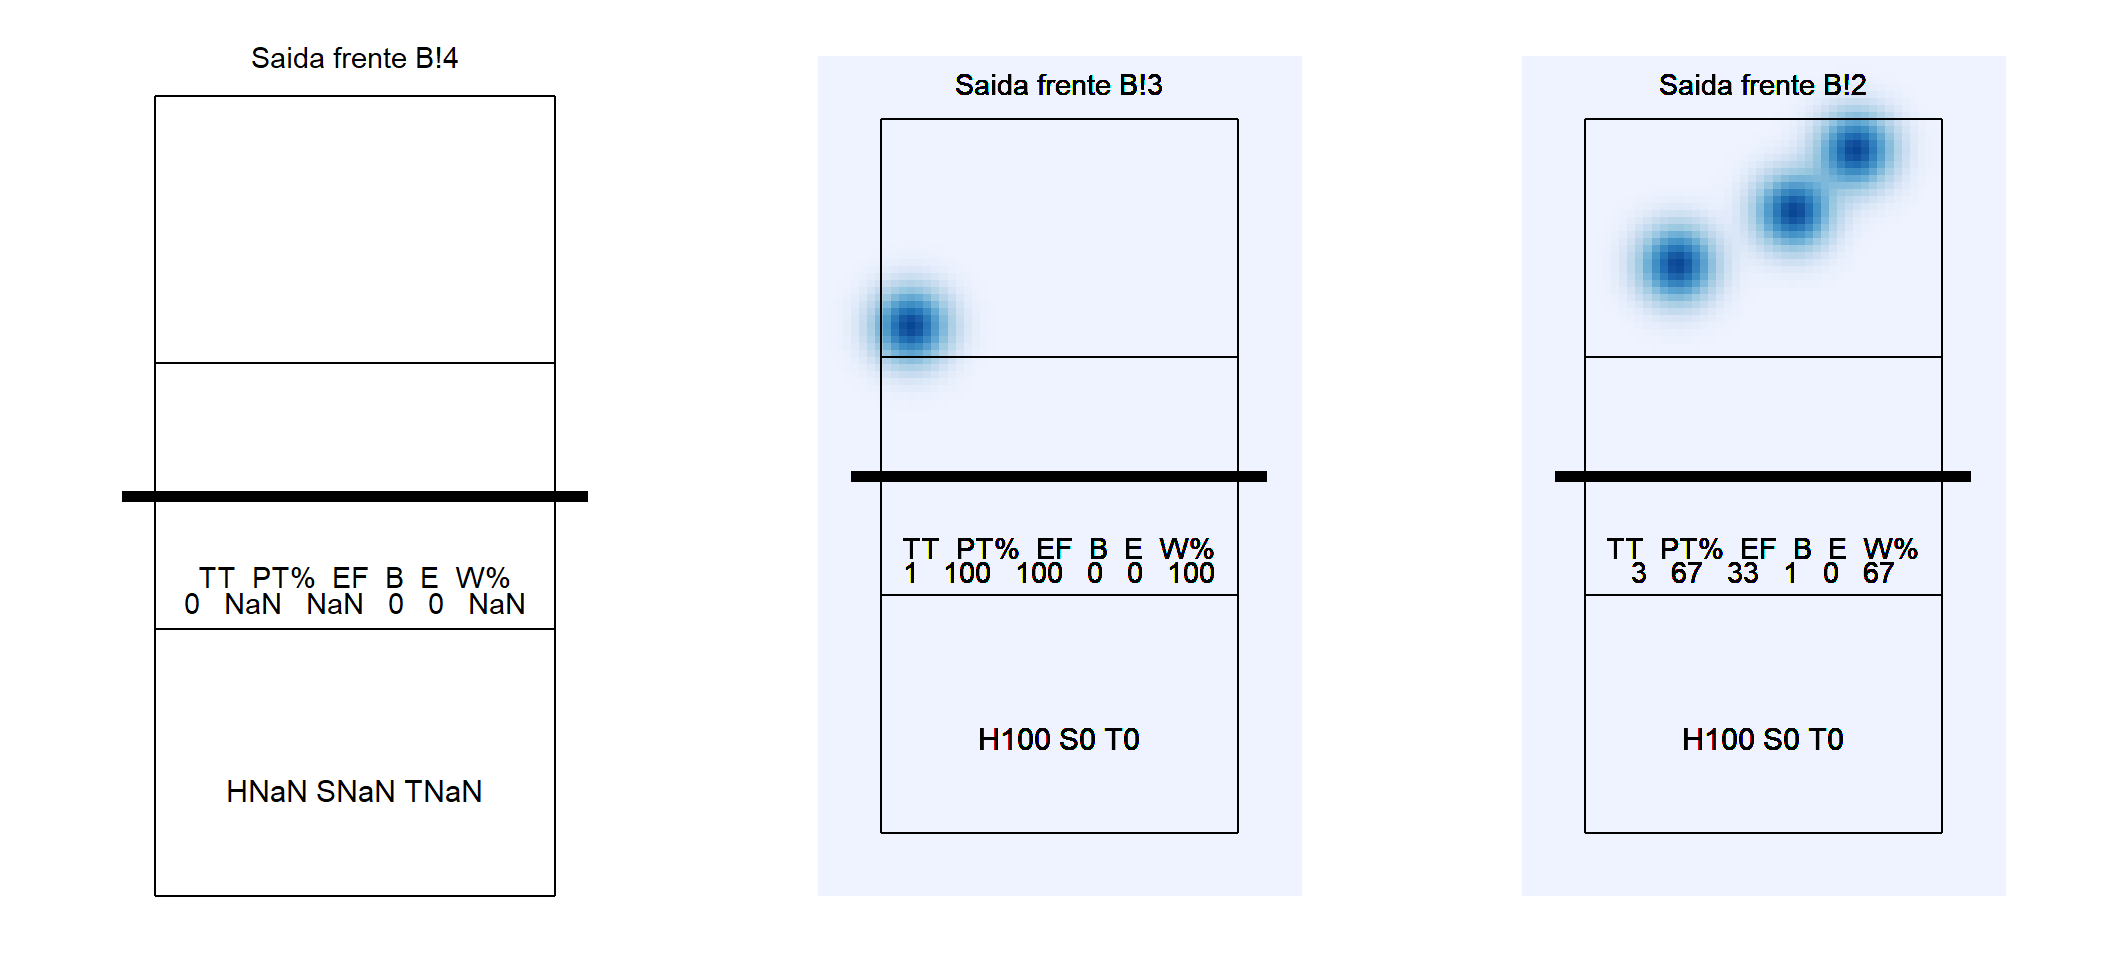 Saida frente B!4
TT PT% EF B E W%
0 NaN NaN 0 0 NaN
HNaN SNaN TNaN
Saida frente B!3
TT PT% EF B E W%
1 100 100 0 0 100
H100 S0 T0
Saida frente B!2
TT PT% EF B E W%
3 67 33 1 0 67
H100 S0 T0